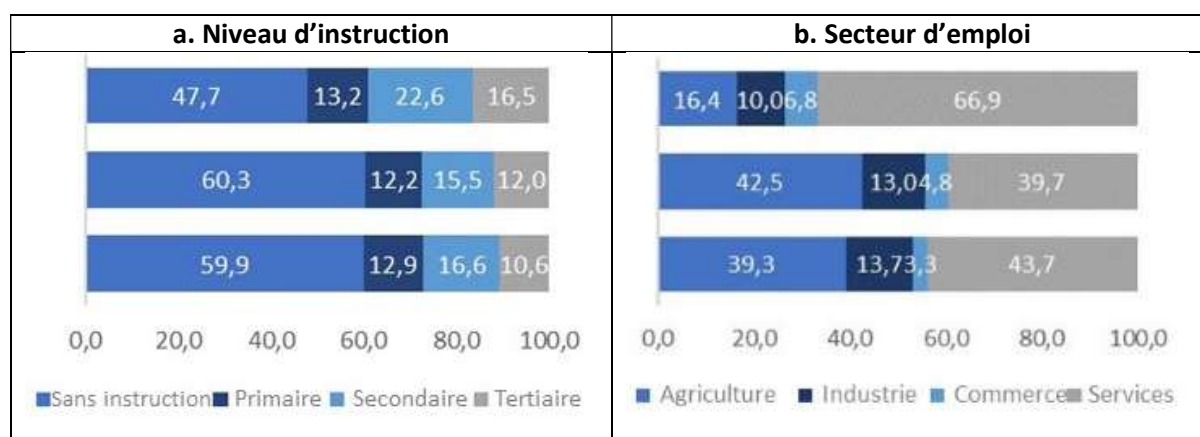 a. Niveau d’instruction
47,7 13,2 22,6 16,5
60,3 12,2 15,5 12,0
59,9 12,9 16,6 10,6
0,0 20,0 40,0 60,0 80,0 100,0
Sans instruction Primaire Secondaire Tertiaire
b. Secteur d’emploi
16,4 10,0 6,8 66,9
42,5 13,0 4,8 39,7
39,3 13,7 3,3 43,7
0,0 20,0 40,0 60,0 80,0 100,0
Agriculture Industrie Commerce Services